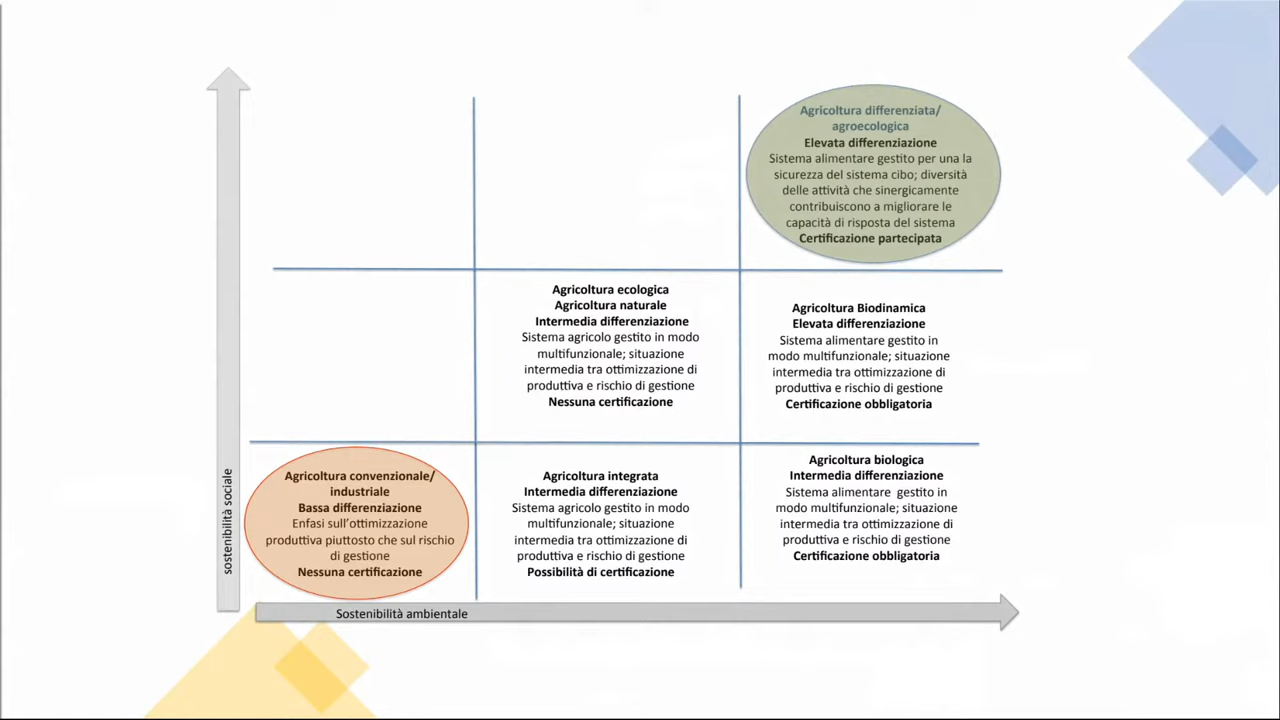 Agricoltura differenziata/
agroecologica
Elevata differenziazione
Sistema alimentare gestito per una la
sicurezza del sistema cibo; diversità
delle attività che sinergicamente
contribuiscono a migliorare le
capacità di risposta del sistema
Certificazione partecipata
Agricoltura ecologica
Agricoltura naturale
Intermedia differenziazione
Sistema agricolo gestito in modo
multifunzionale; situazione
intermedia tra ottimizzazione di
produttiva e rischio di gestione
Nessuna certificazione
Agricoltura Biodinamica
Elevata differenziazione
Sistema alimentare gestito in
modo multifunzionale; situazione
intermedia tra ottimizzazione di
produttiva e rischio di gestione
Certificazione obbligatoria
Agricoltura convenzionale/
industriale
Bassa differenziazione
Enfasi sull'ottimizzazione
produttiva piuttosto che sul rischio
di gestione
Nessuna certificazione
Agricoltura integrata
Intermedia differenziazione
Sistema agricolo gestito in modo
multifunzionale; situazione
intermedia tra ottimizzazione di
produttiva e rischio di gestione
Possibilità di certificazione
Agricoltura biologica
Intermedia differenziazione
Sistema alimentare gestito in
modo multifunzionale; situazione
intermedia tra ottimizzazione di
produttiva e rischio di gestione
Certificazione obbligatoria
sostenibilità sociale
Sostenibilità ambientale